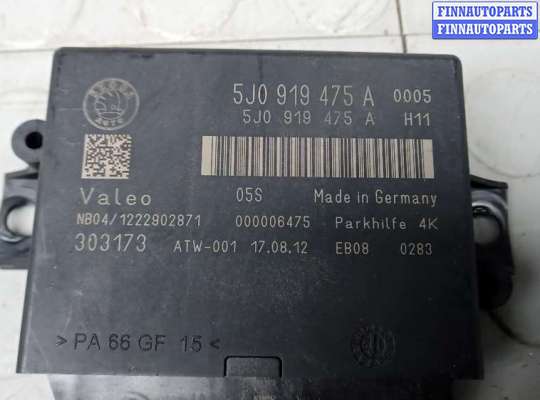 FINNAUTOPARTS
FINNAUTOPARTS
5J0 919 475 A 0005
5J0 919 475 A H11
Valeo 05S Made in Germany
NB04/1222902871 000006475 Parkhilfe 4K
303173 ATW-001 17.08.12 EB08 0283
> PA 66 GF 15 <